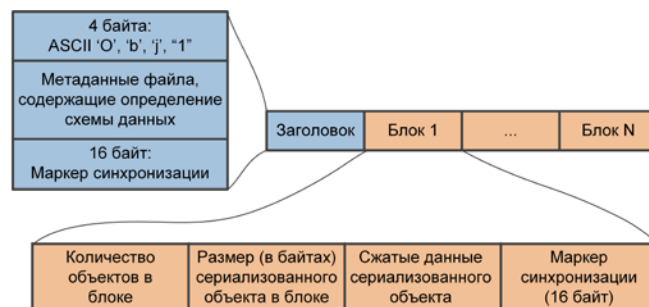 4 байта:
ASCII ‘O’, ‘b’, ‘j’, “1”
Метаданные файла,
содержащие определение
схемы данных
16 байт:
Маркер синхронизации
Заголовок
Блок 1
...
Блок N
Количество
объектов в
блоке
Размер (в байтах)
сериализованного
объекта в блоке
Сжатые данные
сериализованного
объекта
Маркер
синхронизации
(16 байт)